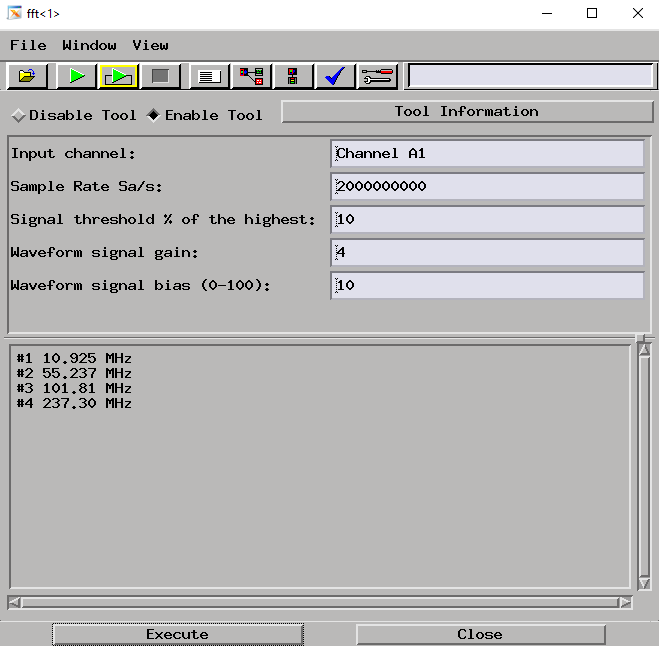 fft<1>
File Window View
Disable Tool Enable Tool Tool Information
Input channel: Channel A1
Sample Rate Sa/s: 2000000000
Signal threshold % of the highest: 10
Waveform signal gain: 4
Waveform signal bias (0-100): 10
#1 10.925 MHz
#2 55.237 MHz
#3 101.81 MHz
#4 237.30 MHz
Execute Close